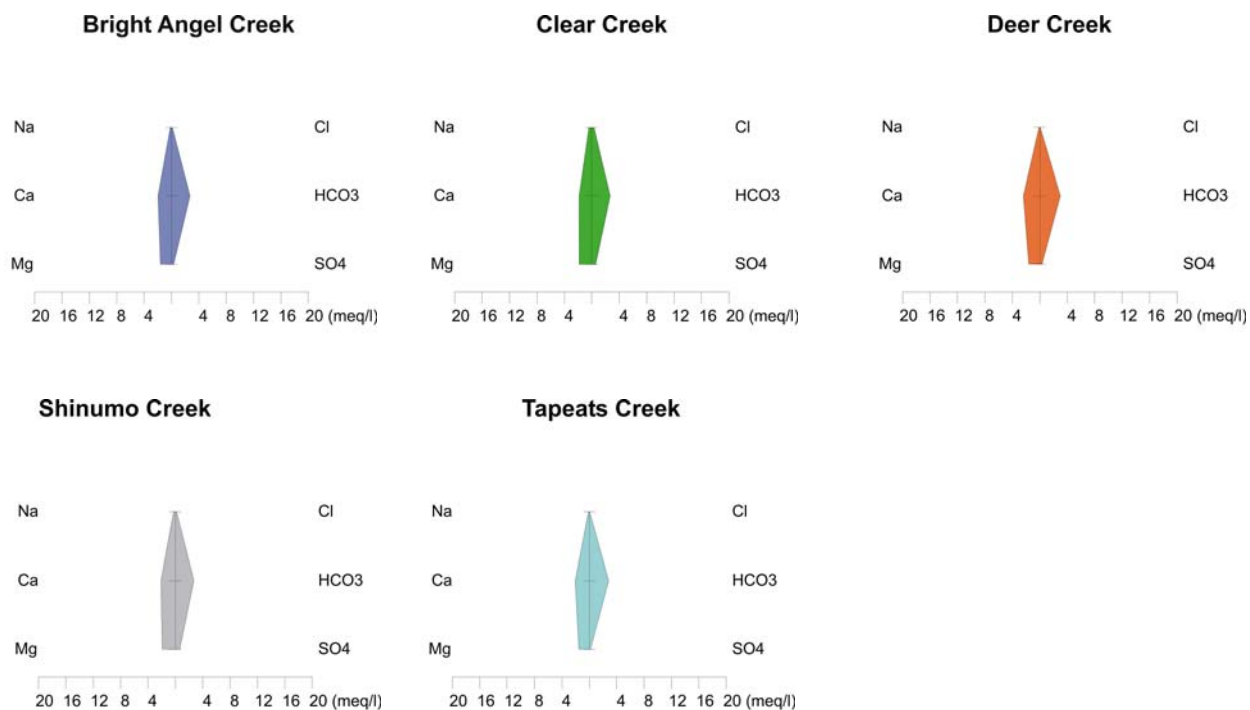 Bright Angel Creek
Clear Creek
Deer Creek
Na Cl Na Cl Na Cl
Ca HCO3 Ca HCO3 Ca HCO3
Mg SO4 Mg SO4 Mg SO4
20 16 12 8 4 4 8 12 16 20 (meq/l) 20 16 12 8 4 4 8 12 16 20 (meq/l) 20 16 12 8 4 4 8 12 16 20 (meq/l)
Shinumo Creek
Tapeats Creek
Na Cl Na Cl
Ca HCO3 Ca HCO3
Mg SO4 Mg SO4
20 16 12 8 4 4 8 12 16 20 (meq/l) 20 16 12 8 4 4 8 12 16 20 (meq/l)